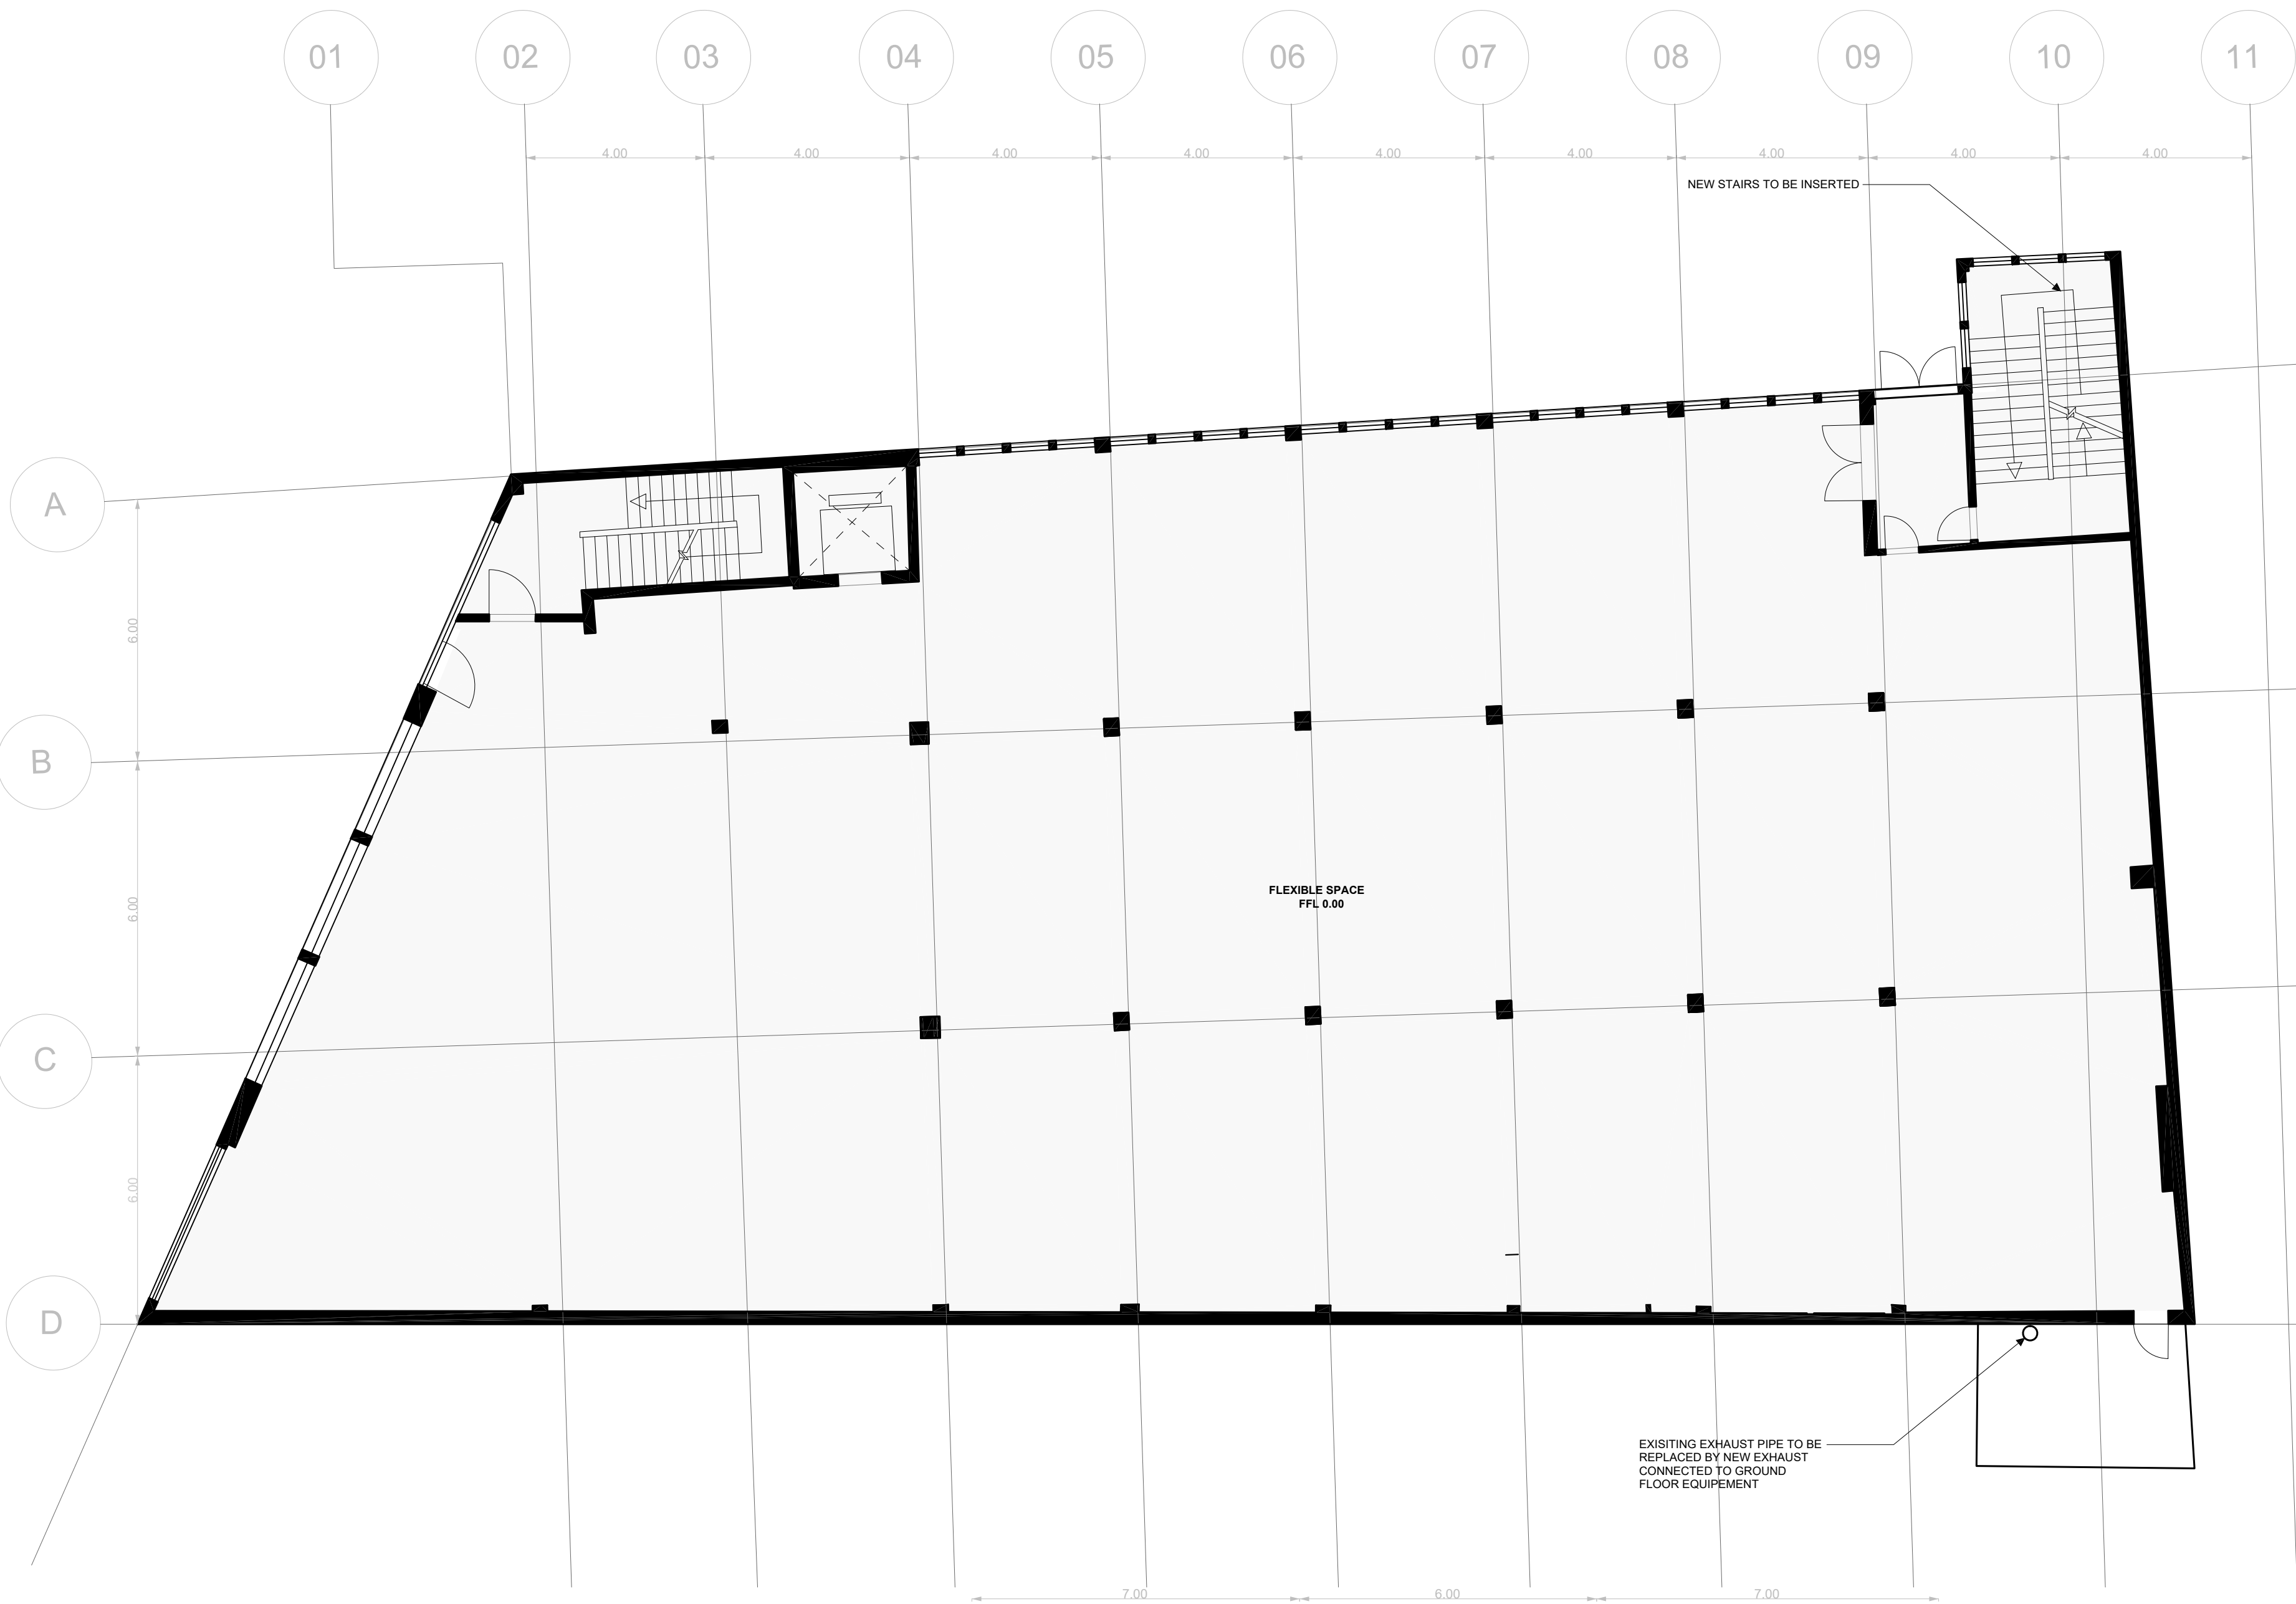 01
02
03
04
05
06
07
08
09
10
11
4.00
4.00
4.00
4.00
4.00
4.00
4.00
4.00
4.00
NEW STAIRS TO BE INSERTED
A
6.00
B
FLEXIBLE SPACE
FFL 0.00
6.00
C
6.00
D
EXISITING EXHAUST PIPE TO BE
REPLACED BY NEW EXHAUST
CONNECTED TO GROUND
FLOOR EQUIPEMENT
7.00
6.00
7.00